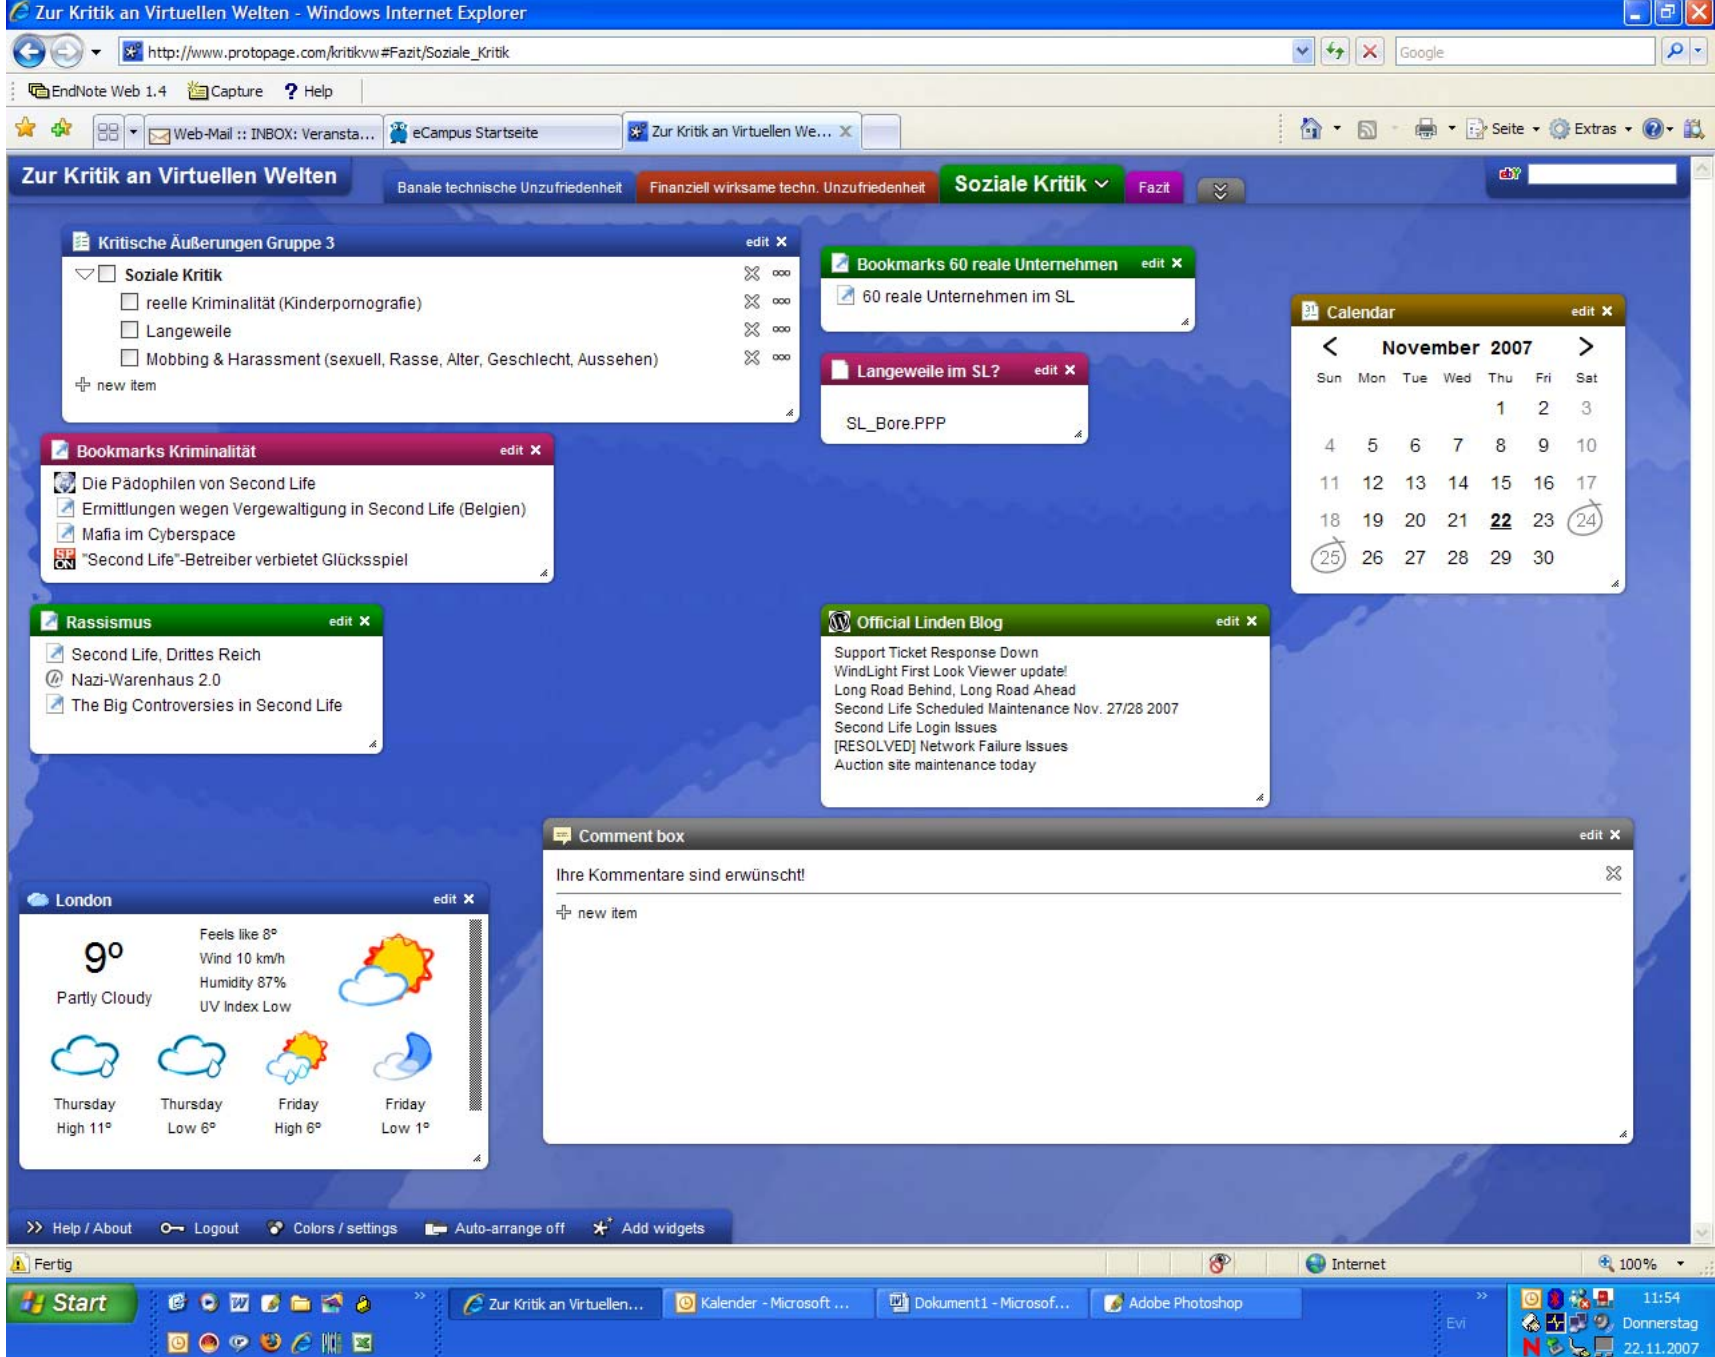 Zur Kritik an Virtuellen Welten - Windows Internet Explorer
http://www.protopage.com/kritikvw#Fazit/Soziale_Kritik
Google
EndNote Web 1.4 Capture ? Help
Web-Mail :: INBOX: Veransta... eCampus Startseite Zur Kritik an Virtuellen We... X Seite Extras
Zur Kritik an Virtuellen Welten
Banale technische Unzufriedenheit Finanziell wirksame techn. Unzufriedenheit Soziale Kritik Fazit
Kritische Äußerungen Gruppe 3 edit
Soziale Kritik
reelle Kriminalität (Kinderpornografie)
Langeweile
Mobbing & Harassment (sexuell, Rasse, Alter, Geschlecht, Aussehen)
new item
Bookmarks 60 reale Unternehmen edit
60 reale Unternehmen im SL
Langeweile im SL? edit
SL_Bore.PPP
31 Calendar edit
< November 2007 >
Sun Mon Tue Wed Thu Fri Sat
1 2 3
4 5 6 7 8 9 10
11 12 13 14 15 16 17
18 19 20 21 22 23 24
25 26 27 28 29 30
Bookmarks Kriminalität edit
Die Pädophilen von Second Life
Ermittlungen wegen Vergewaltigung in Second Life (Belgien)
Mafia im Cyberspace
SP ON "Second Life"-Betreiber verbietet Glücksspiel
Rassismus edit
Second Life, Drittes Reich
Nazi-Warenhaus 2.0
The Big Controversies in Second Life
Official Linden Blog edit
Support Ticket Response Down
WindLight First Look Viewer update!
Long Road Behind, Long Road Ahead
Second Life Scheduled Maintenance Nov. 27/28 2007
Second Life Login Issues
[RESOLVED] Network Failure Issues
Auction site maintenance today
Comment box edit
Ihre Kommentare sind erwünscht!
new item
London edit
9º
Partly Cloudy
Feels like 8º
Wind 10 km/h
Humidity 87%
UV Index Low
Thursday Thursday Friday Friday
High 11º Low 6º High 6º Low 1º
Help / About Logout Colors / settings Auto-arrange off Add widgets
Fertig Internet 100%
Start Zur Kritik an Virtuellen... Kalender - Microsoft ... Dokument1 - Microsof... Adobe Photoshop
Evi
11:54
Donnerstag
22.11.2007